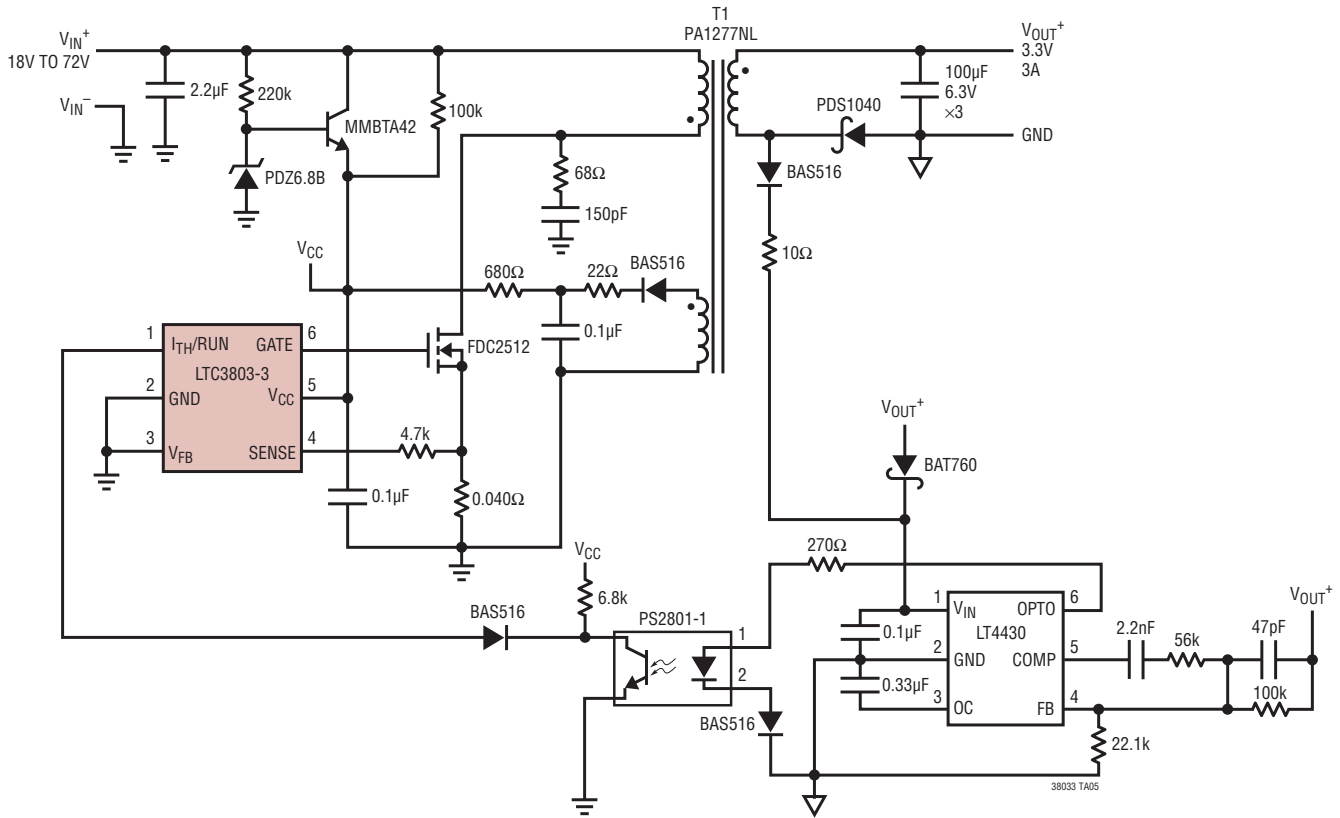 T1
PA1277NL
VIN+
18V TO 72V
VIN−
2.2µF
220k
MMBTA42
100k
PDZ6.8B
68Ω
150pF
VOUT+
3.3V
3A
100µF
6.3V
×3
PDS1040
GND
BAS516
10Ω
VCC
680Ω
22Ω
BAS516
0.1µF
FDC2512
1
ITH/RUN
GATE
6
LTC3803-3
2
GND
VCC
5
3
VFB
SENSE
4
4.7k
0.1µF
0.040Ω
VOUT+
BAT760
BAS516
VCC
6.8k
PS2801-1
1
2
BAS516
270Ω
1
VIN
OPTO
6
LT4430
0.1µF
2
GND
COMP
5
0.33µF
3
OC
FB
4
2.2nF
56k
47pF
100k
VOUT+
22.1k
38033 TA05